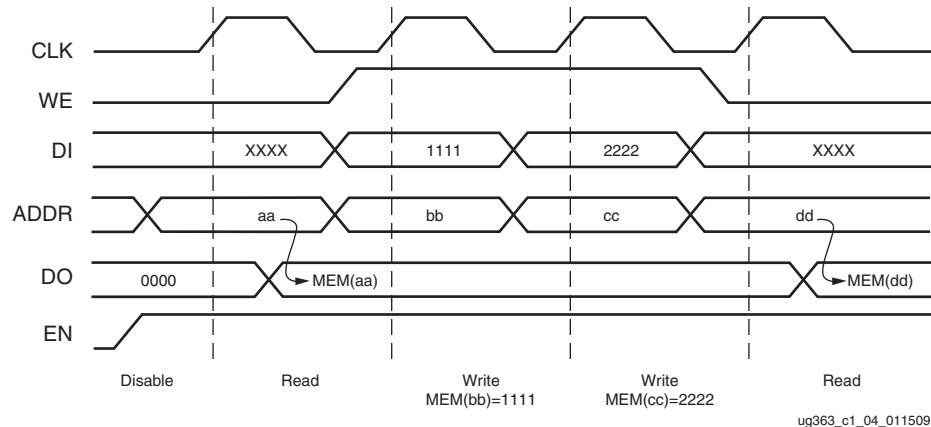 CLK
WE
DI XXXX 1111 2222 XXXX
ADDR aa bb cc dd
DO 0000 MEM(aa) MEM(dd)
EN
Disable Read Write Write Read
MEM(bb)=1111 MEM(cc)=2222
ug363_c1_04_011509